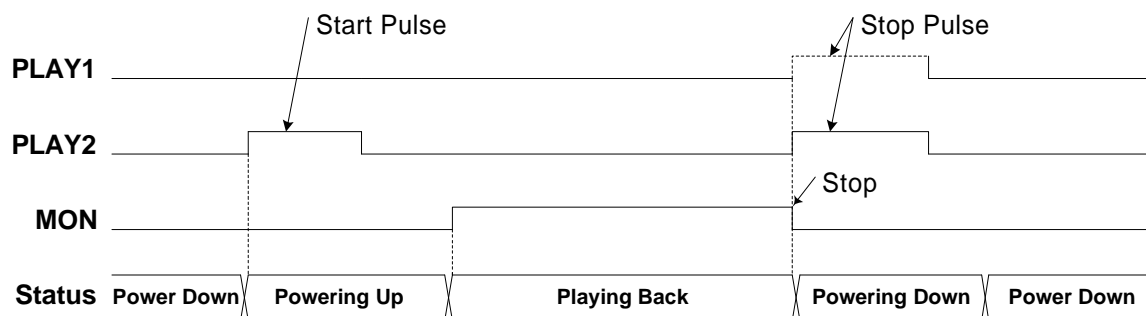 Start Pulse
Stop Pulse
PLAY1
PLAY2
Stop
MON
Status
Power Down
Powering Up
Playing Back
Powering Down
Power Down